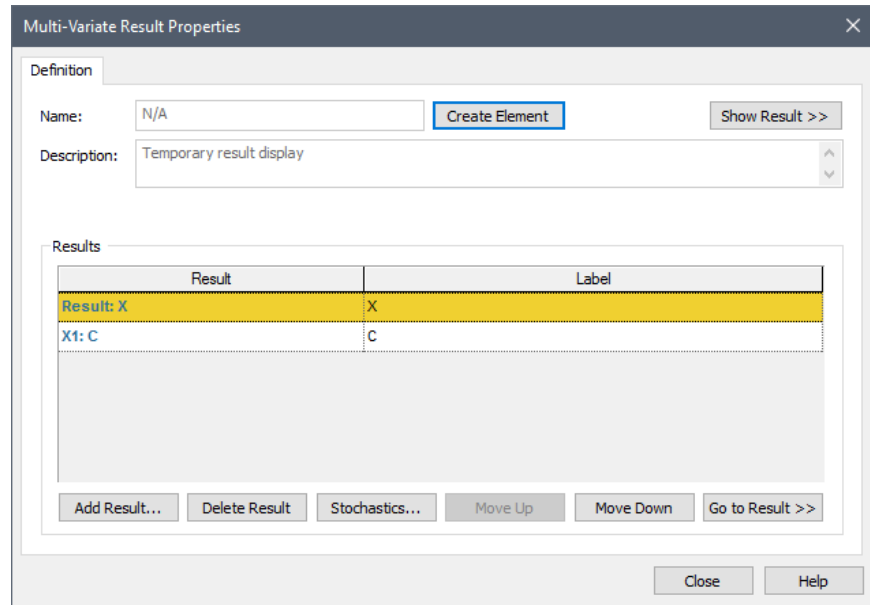 Multi-Variate Result Properties
Definition
Name: N/A Create Element Show Result >>
Description: Temporary result display
Results
Result Label
Result: X X
X1: C C
Add Result... Delete Result Stochastics... Move Up Move Down Go to Result >>
Close Help